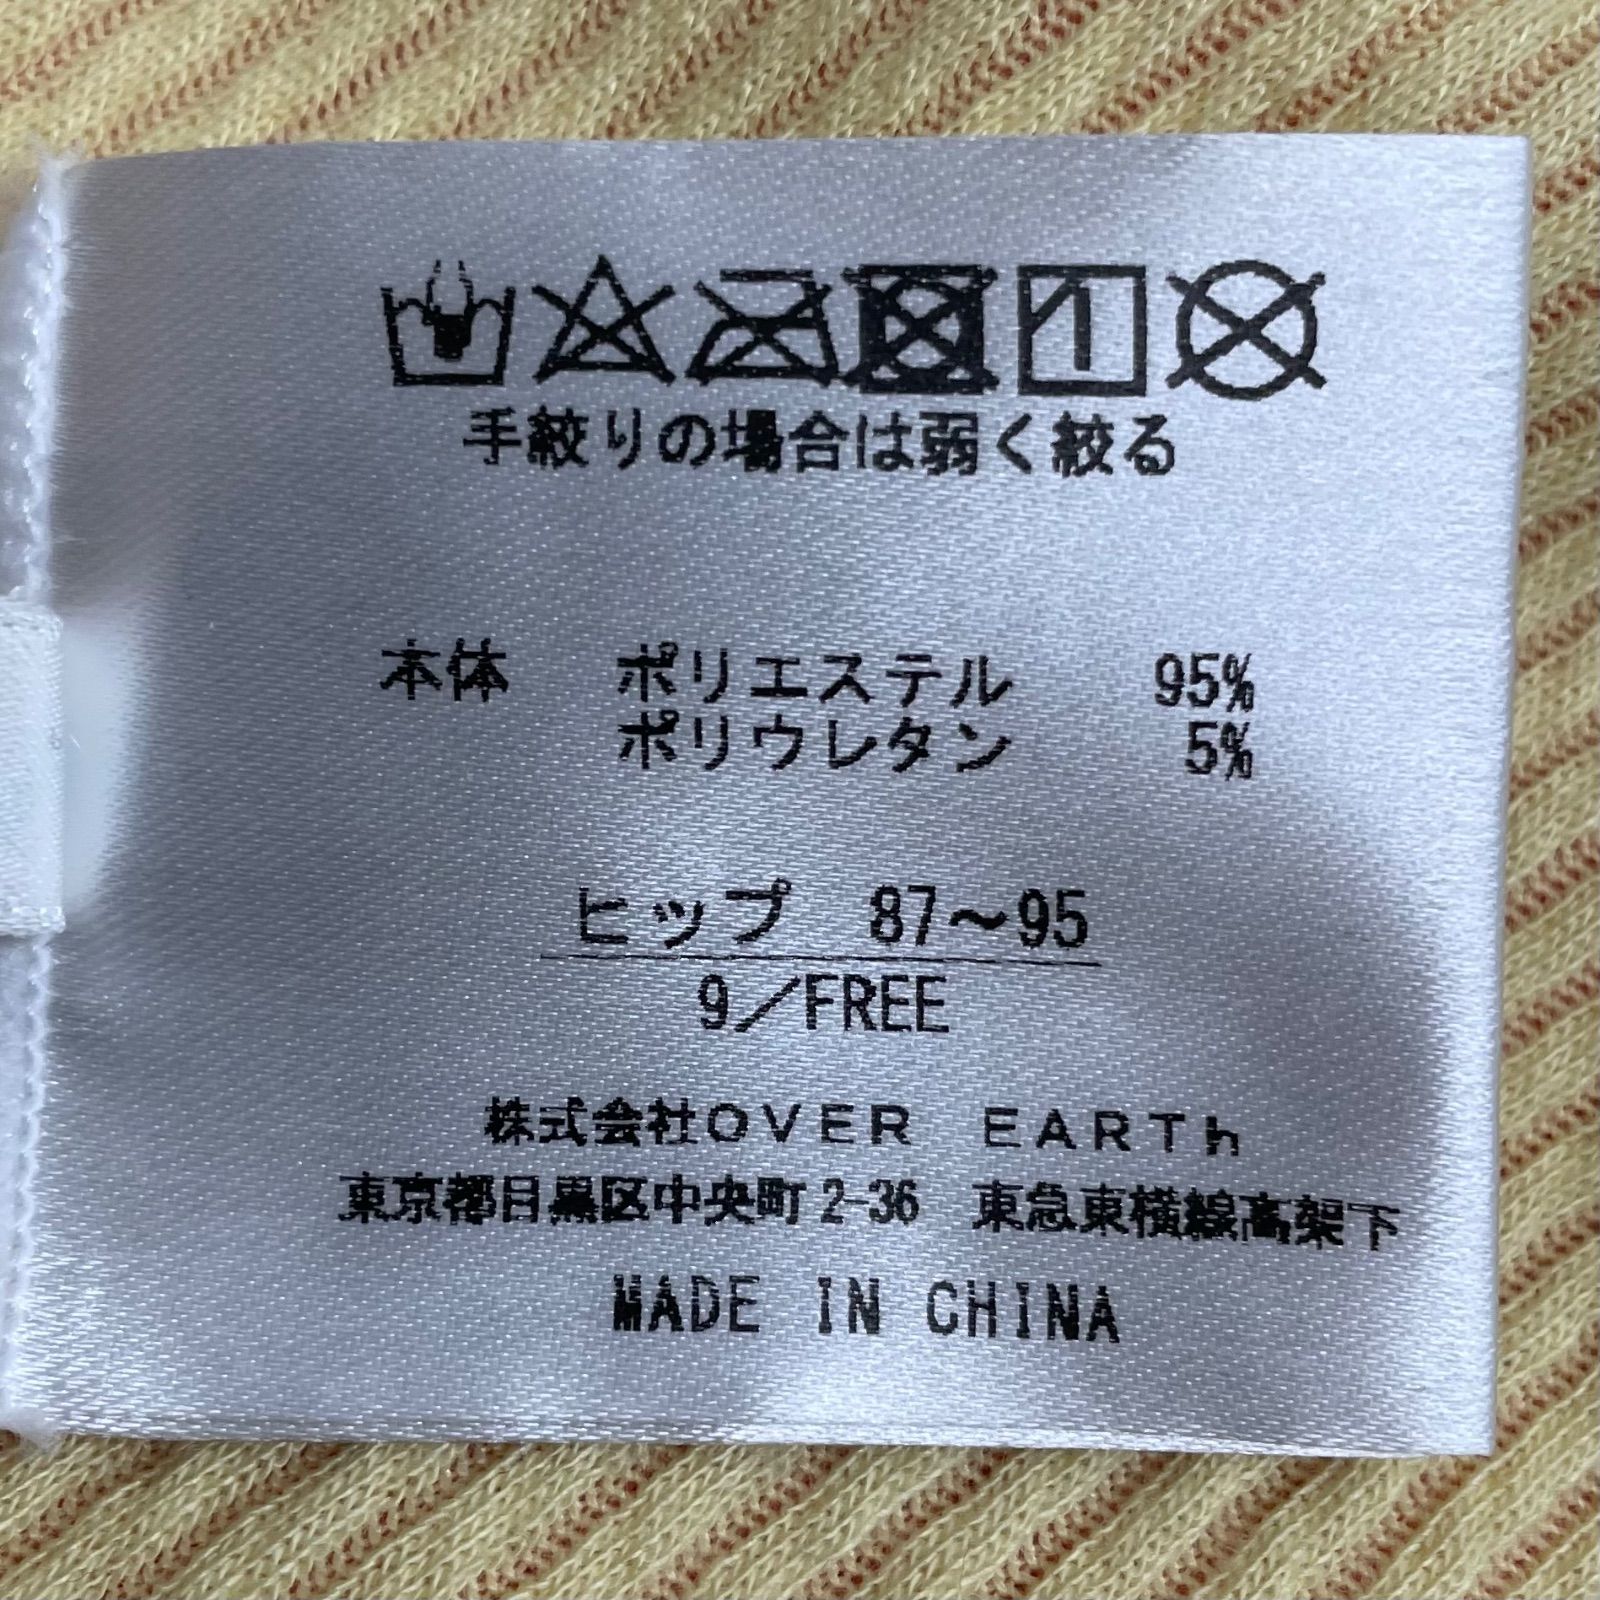 手絞りの場合は弱く絞る
本体 ポリエステル 95%
ポリウレタン 5%
ヒップ 87～95
9／FREE
株式会社OVER EARTh
東京都目黒区中央町2-36 東急東横線高架下
MADE IN CHINA